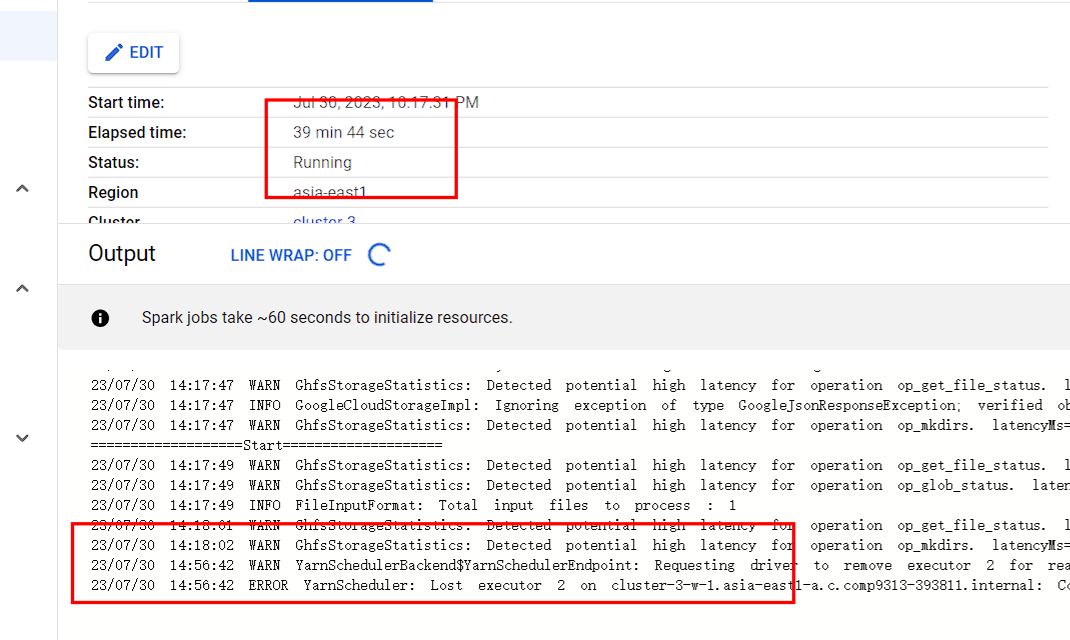 EDIT
Start time: Jul 30, 2023, 10:17:31 PM
Elapsed time: 39 min 44 sec
Status: Running
Region asia-east1
Cluster cluster-3
Output LINE WRAP: OFF
Spark jobs take ~60 seconds to initialize resources.
23/07/30 14:17:47 WARN GhfsStorageStatistics: Detected potential high latency for operation op_get_file_status.
23/07/30 14:17:47 INFO GoogleCloudStorageImpl: Ignoring exception of type GoogleJsonResponseException; verified
23/07/30 14:17:47 WARN GhfsStorageStatistics: Detected potential high latency for operation op_mkdirs. latencyMs=
===================Start====================
23/07/30 14:17:49 WARN GhfsStorageStatistics: Detected potential high latency for operation op_get_file_status.
23/07/30 14:17:49 WARN GhfsStorageStatistics: Detected potential high latency for operation op_glob_status.
23/07/30 14:17:49 INFO FileInputFormat: Total input files to process : 1
23/07/30 14:18:01 WARN GhfsStorageStatistics: Detected potential high latency for operation op_get_file_status.
23/07/30 14:18:02 WARN GhfsStorageStatistics: Detected potential high latency for operation op_mkdirs. latencyMs=
23/07/30 14:56:42 WARN YarnSchedulerBackend$YarnSchedulerEndpoint: Requesting driver to remove executor 2 for
23/07/30 14:56:42 ERROR YarnScheduler: Lost executor 2 on cluster-3-w-1.asia-east1-a.c.comp9313-393811.internal: